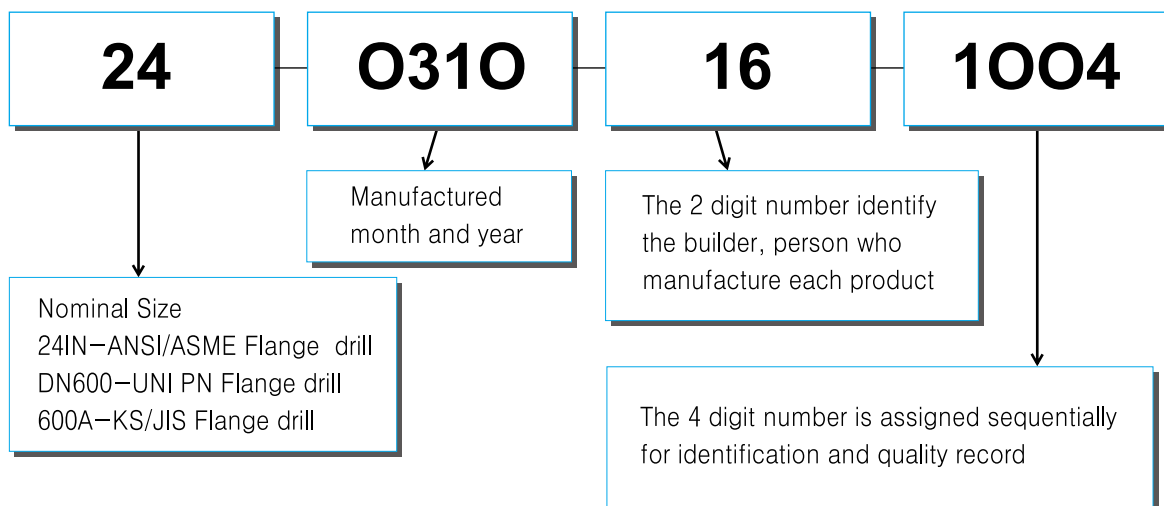 24
O31O
16
1OO4
Manufactured
month and year
The 2 digit number identify
the builder, person who
manufacture each product
Nominal Size
24IN-ANSI/ASME Flange drill
DN600-UNI PN Flange drill
600A-KS/JIS Flange drill
The 4 digit number is assigned sequentially
for identification and quality record